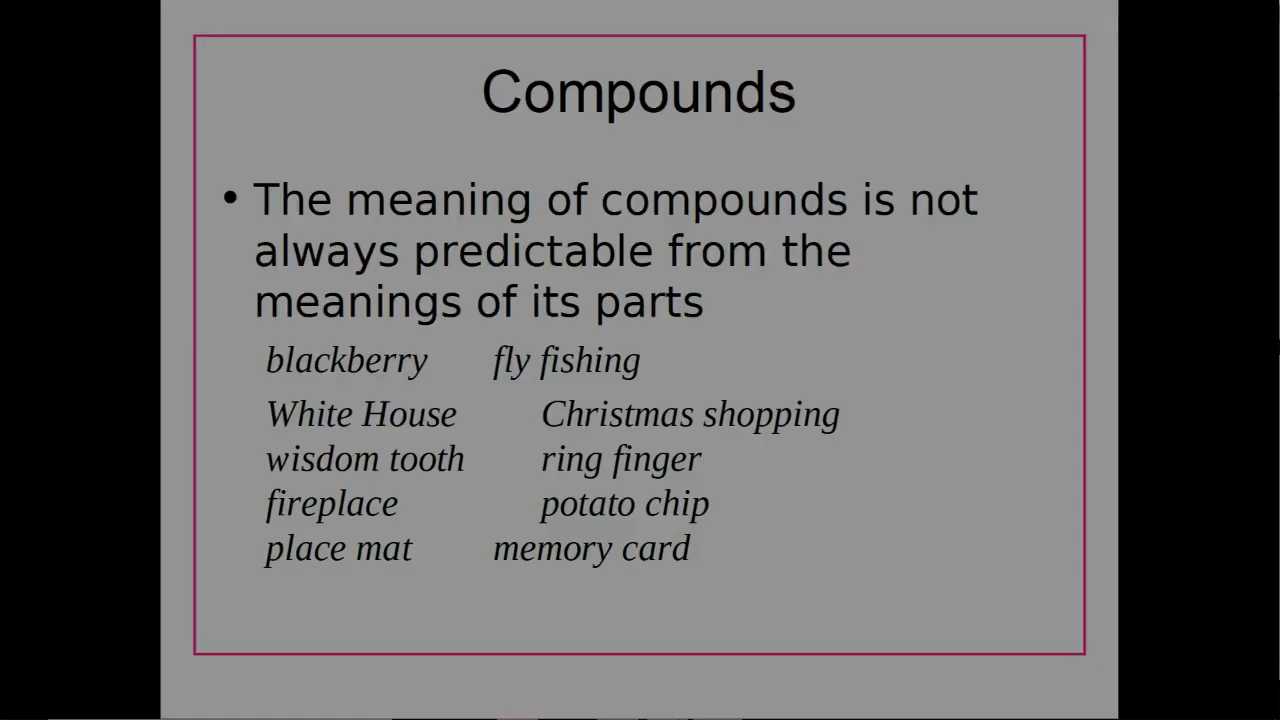 Compounds
• The meaning of compounds is not
always predictable from the
meanings of its parts
blackberry fly fishing
White House Christmas shopping
wisdom tooth ring finger
fireplace potato chip
place mat memory card